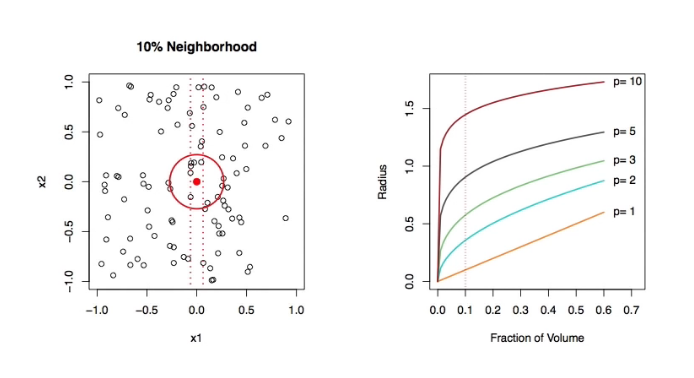 10% Neighborhood
1.0
0.5
0.0
−0.5
−1.0
x2
−1.0 −0.5 0.0 0.5 1.0
x1
1.5
1.0
0.5
0.0
Radius
p= 10
p= 5
p= 3
p= 2
p= 1
0.0 0.1 0.2 0.3 0.4 0.5 0.6 0.7
Fraction of Volume